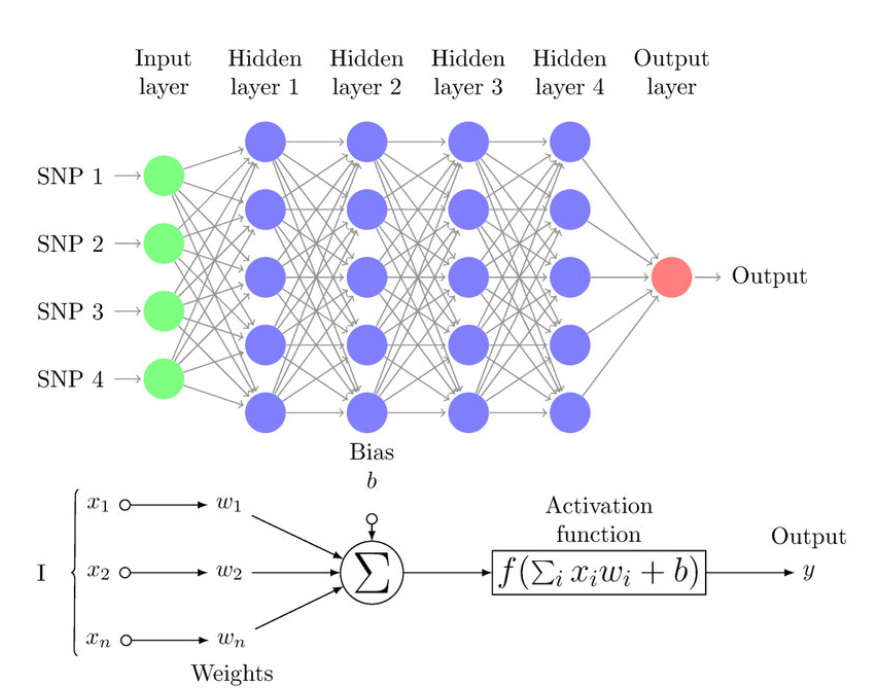 Input layer
Hidden layer 1
Hidden layer 2
Hidden layer 3
Hidden layer 4
Output layer
SNP 1
SNP 2
SNP 3
SNP 4
Output
Bias
b
x₁
w₁
I
x₂
w₂
∑
xₙ
wₙ
Weights
Activation
function
f(∑ᵢ xᵢwᵢ + b)
Output
y